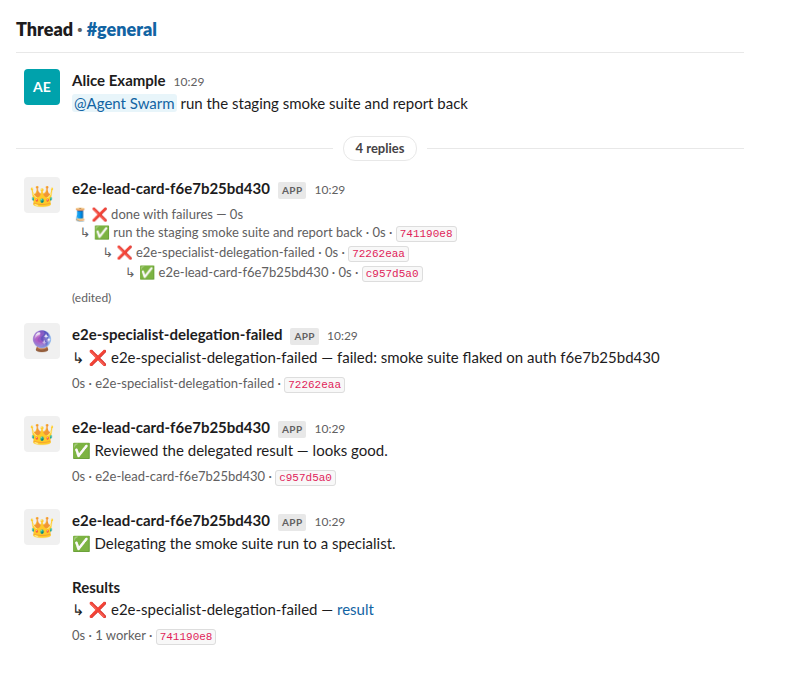 Thread · #general
AE
Alice Example 10:29
@Agent Swarm run the staging smoke suite and report back
4 replies
e2e-lead-card-f6e7b25bd430 APP 10:29
🧵 ❌ done with failures — 0s
↳ ✅ run the staging smoke suite and report back · 0s · 741190e8
↳ ❌ e2e-specialist-delegation-failed · 0s · 72262eaa
↳ ✅ e2e-lead-card-f6e7b25bd430 · 0s · c957d5a0
(edited)
e2e-specialist-delegation-failed APP 10:29
↳ ❌ e2e-specialist-delegation-failed — failed: smoke suite flaked on auth f6e7b25bd430
0s · e2e-specialist-delegation-failed · 72262eaa
e2e-lead-card-f6e7b25bd430 APP 10:29
✅ Reviewed the delegated result — looks good.
0s · e2e-lead-card-f6e7b25bd430 · c957d5a0
e2e-lead-card-f6e7b25bd430 APP 10:29
✅ Delegating the smoke suite run to a specialist.
Results
↳ ❌ e2e-specialist-delegation-failed — result
0s · 1 worker · 741190e8